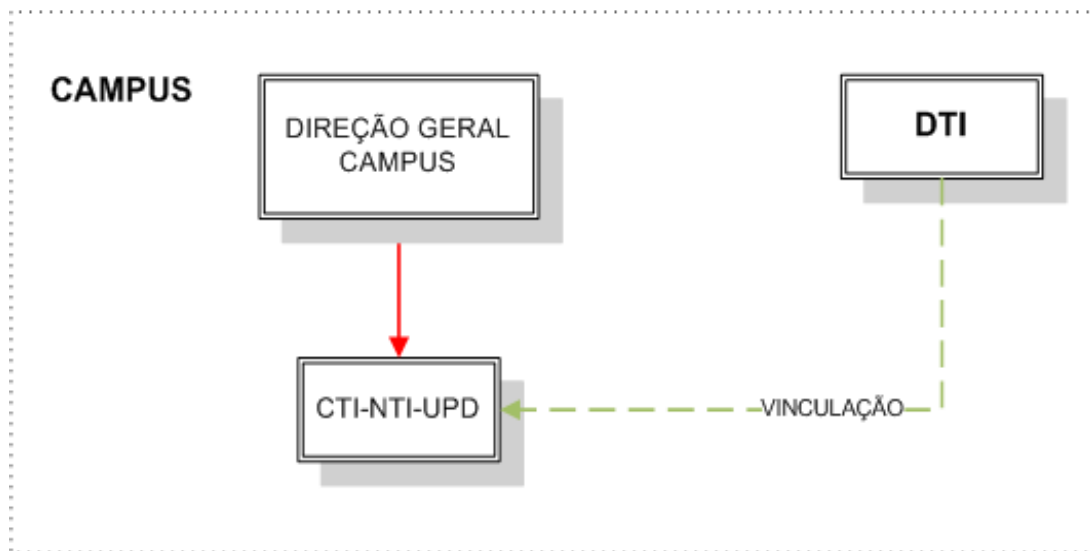 CAMPUS
DIREÇÃO GERAL
CAMPUS
DTI
CTI-NTI-UPD
VINCULAÇÃO